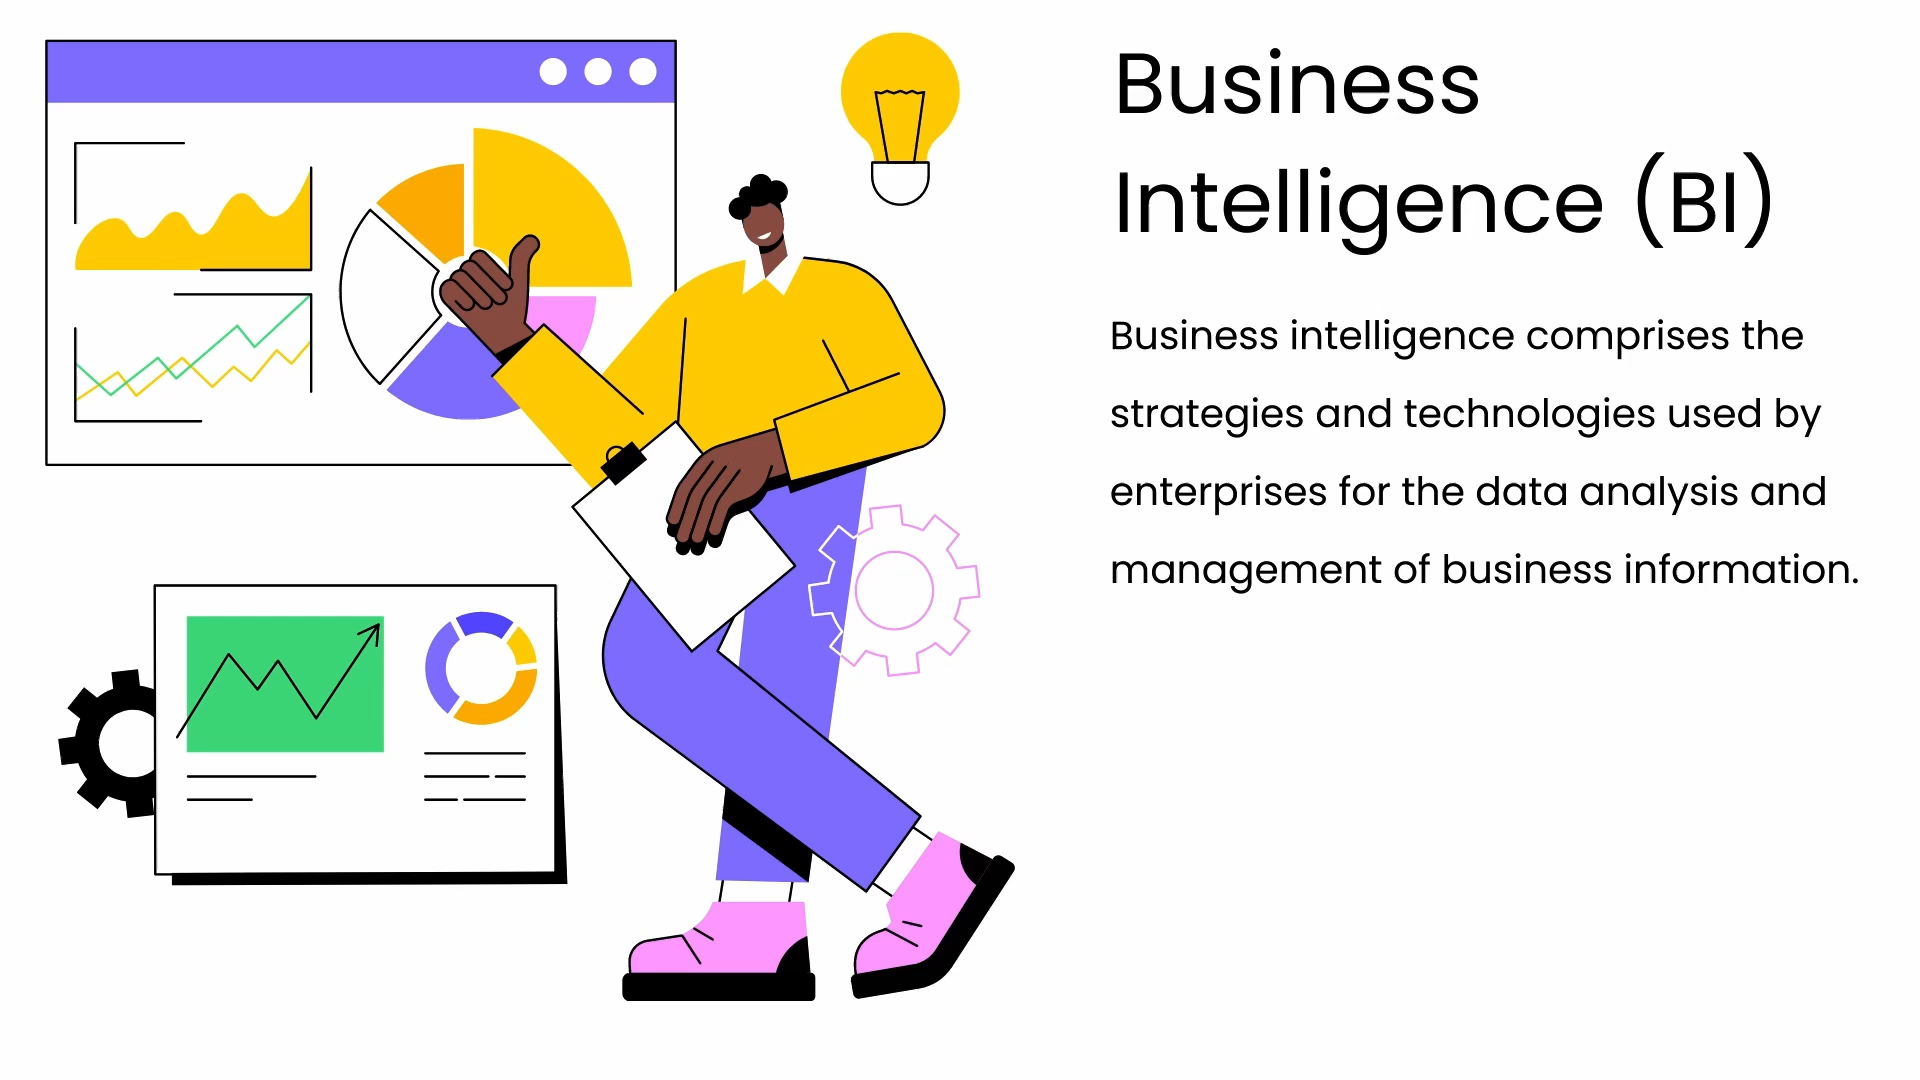 Business
Intelligence (BI)
Business intelligence comprises the
strategies and technologies used by
enterprises for the data analysis and
management of business information.